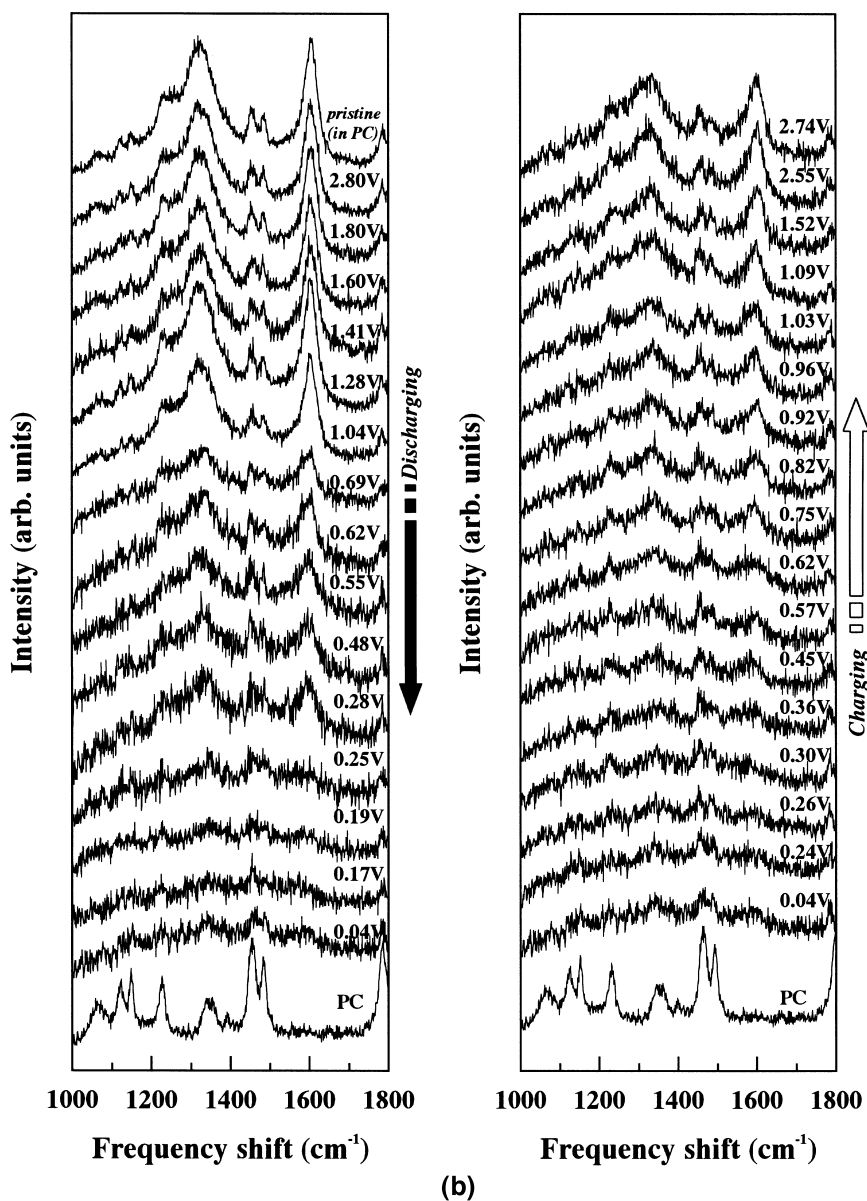 pristine
(in PC)
2.80V
1.80V
1.60V
1.41V
1.28V
1.04V
0.69V
0.62V
0.55V
0.48V
0.28V
0.25V
0.19V
0.17V
0.04V
PC
Discharging
Intensity (arb. units)
1000 1200 1400 1600 1800
Frequency shift (cm-1)
2.74V
2.55V
1.52V
1.09V
1.03V
0.96V
0.92V
0.82V
0.75V
0.62V
0.57V
0.45V
0.36V
0.30V
0.26V
0.24V
0.04V
PC
Charging
Intensity (arb. units)
1000 1200 1400 1600 1800
Frequency shift (cm-1)
(b)